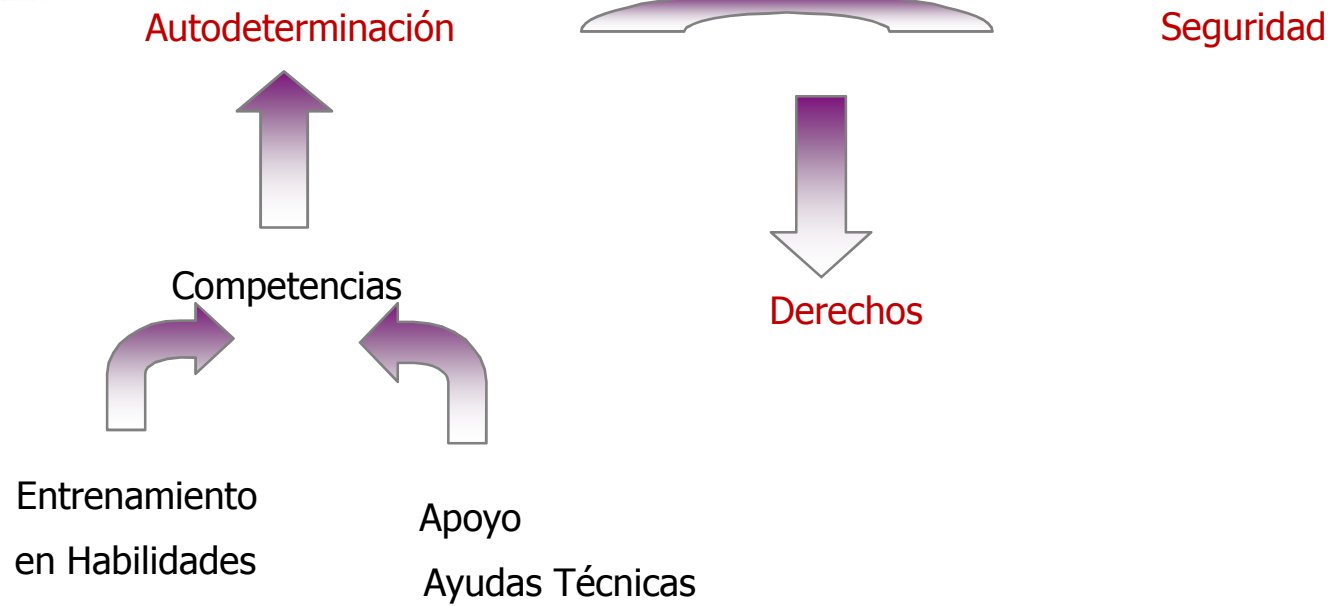 Autodeterminación
Seguridad
Competencias
Derechos
Entrenamiento
en Habilidades
Apoyo
Ayudas Técnicas